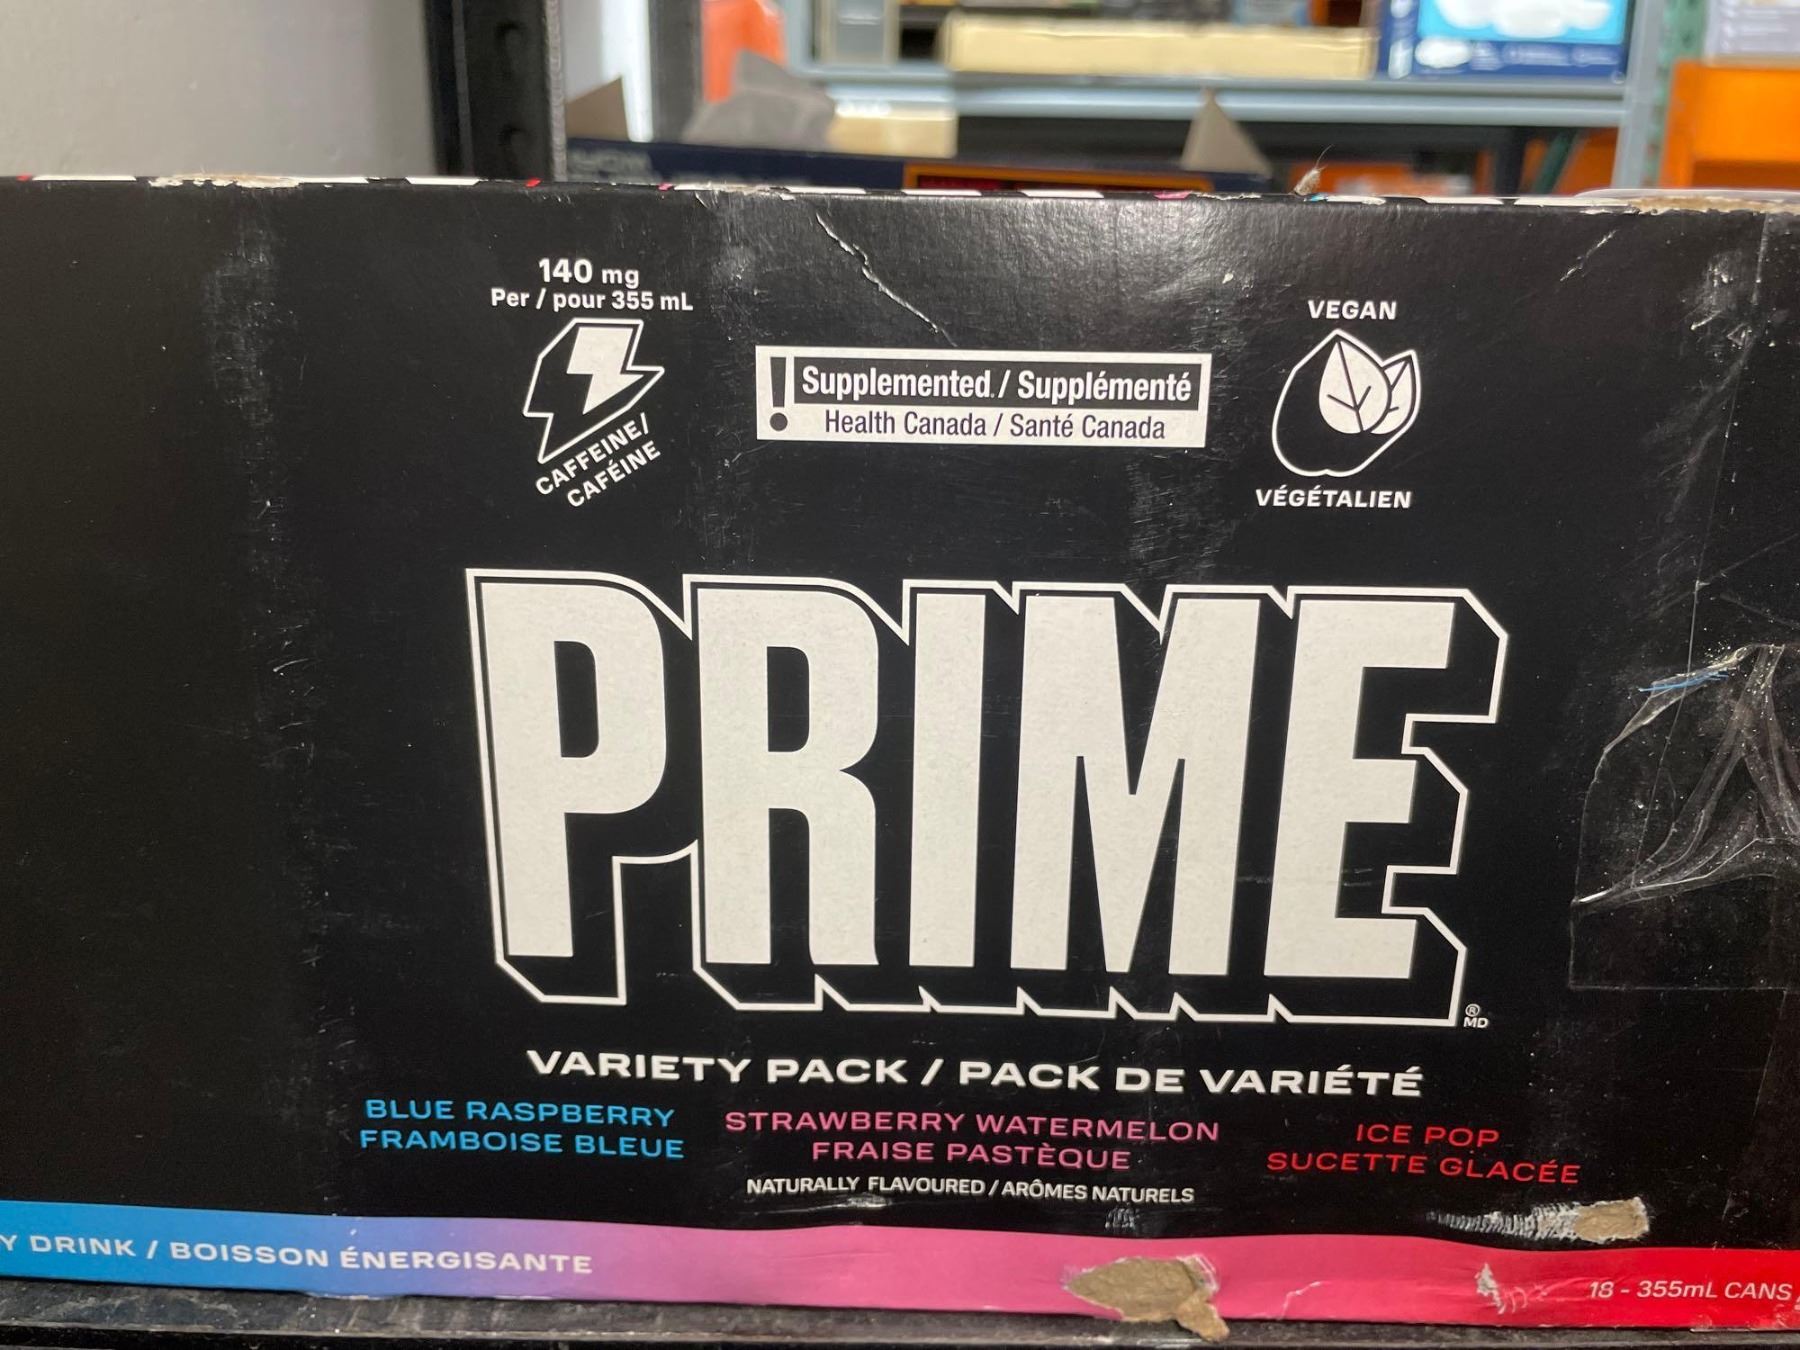 140 mg
Per / pour 355 mL
CAFFEINE/
CAFÉINE
Supplemented / Supplémenté
Health Canada / Santé Canada
VEGAN
VÉGÉTALIEN
PRIME
®
MD
VARIETY PACK / PACK DE VARIÉTÉ
BLUE RASPBERRY
FRAMBOISE BLEUE
STRAWBERRY WATERMELON
FRAISE PASTÈQUE
ICE POP
SUCETTE GLACÉE
NATURALLY FLAVOURED / ARÔMES NATURELS
Y DRINK / BOISSON ÉNERGISANTE
18 - 355mL CANS